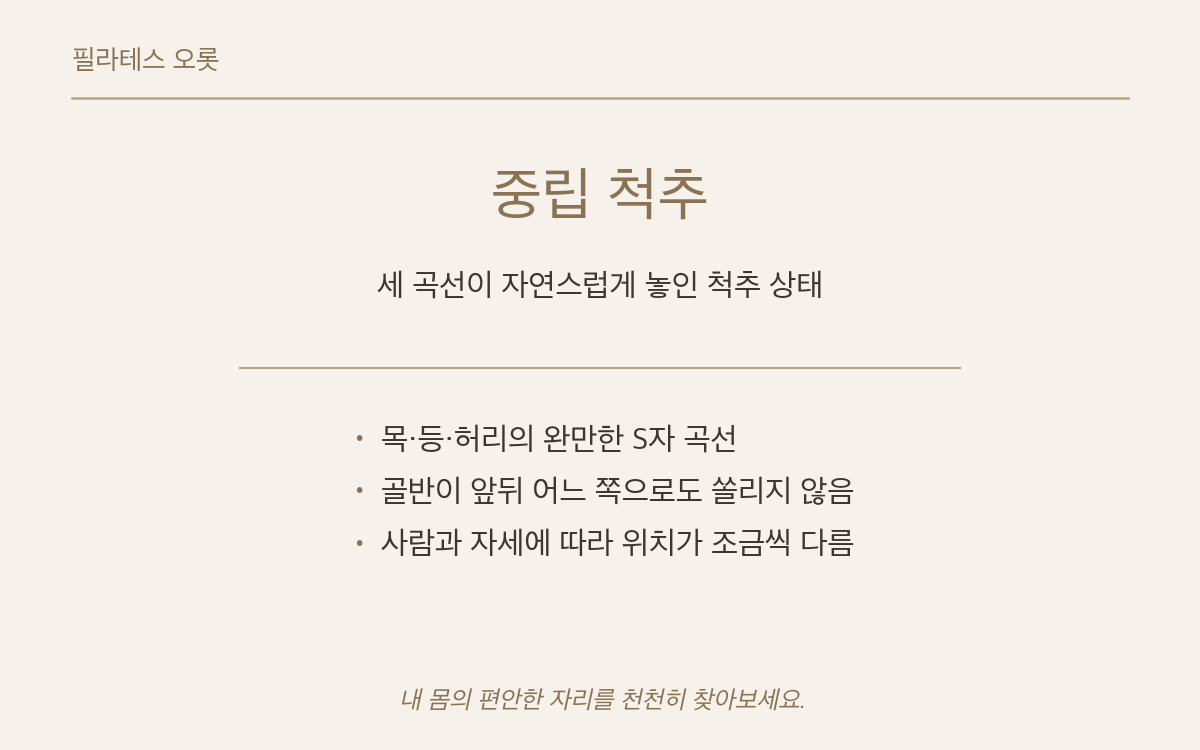 필라테스 오롯
중립 척추
세 곡선이 자연스럽게 놓인 척추 상태
• 목·등·허리의 완만한 S자 곡선
• 골반이 앞뒤 어느 쪽으로도 쏠리지 않음
• 사람과 자세에 따라 위치가 조금씩 다름
내 몸의 편안한 자리를 천천히 찾아보세요.